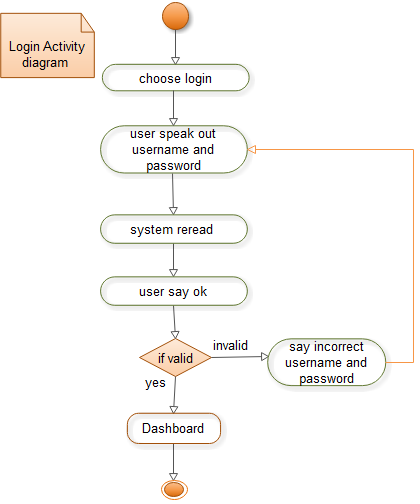 Login Activity
diagram
choose login
user speak out
username and
password
system reread
user say ok
if valid
invalid
say incorrect
username and
password
yes
Dashboard